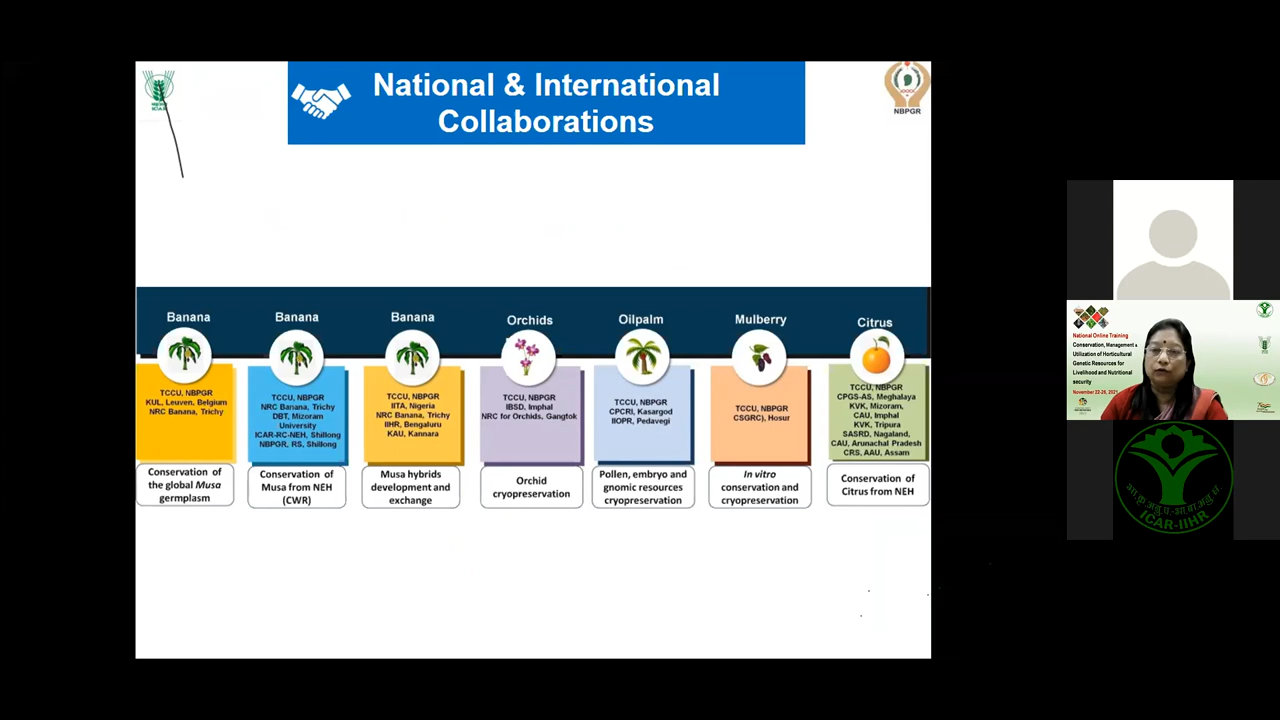 National & International
Collaborations
NBPGR
Banana
TCCU, NBPGR
KUL, Leuven, Belgium
NRC Banana, Trichy
Conservation of
the global Musa
germplasm
Banana
TCCU, NBPGR
NRC Banana, Trichy
DBT, Mizoram
University
ICAR-RC-NEH, Shillong
NBPGR, RS, Shillong
Conservation of
Musa from NEH
(CWR)
Banana
TCCU, NBPGR
IITA, Nigeria
NRC Banana, Trichy
IIHR, Bengaluru
KAU, Kannara
Musa hybrids
development and
exchange
Orchids
TCCU, NBPGR
IBSD, Imphal
NRC for Orchids, Gangtok
Orchid
cryopreservation
Oilpalm
TCCU, NBPGR
CPCRI, Kasargod
IIOPR, Pedavegi
Pollen, embryo and
gnomic resources
cryopreservation
Mulberry
TCCU, NBPGR
CSGRC), Hosur
In vitro
conservation and
cryopreservation
Citrus
TCCU, NBPGR
CPGS-AS, Meghalaya
KVK, Mizoram,
CAU, Imphal
KVK, Tripura
SASRD, Nagaland,
CAU, Arunachal Pradesh
CRS, AAU, Assam
Conservation of
Citrus from NEH
National Online Training
Conservation, Management &
Utilization of Horticultural
Genetic Resources for
Livelihood and Nutritional
security
November 22-26, 2021
ICAR-IIHR